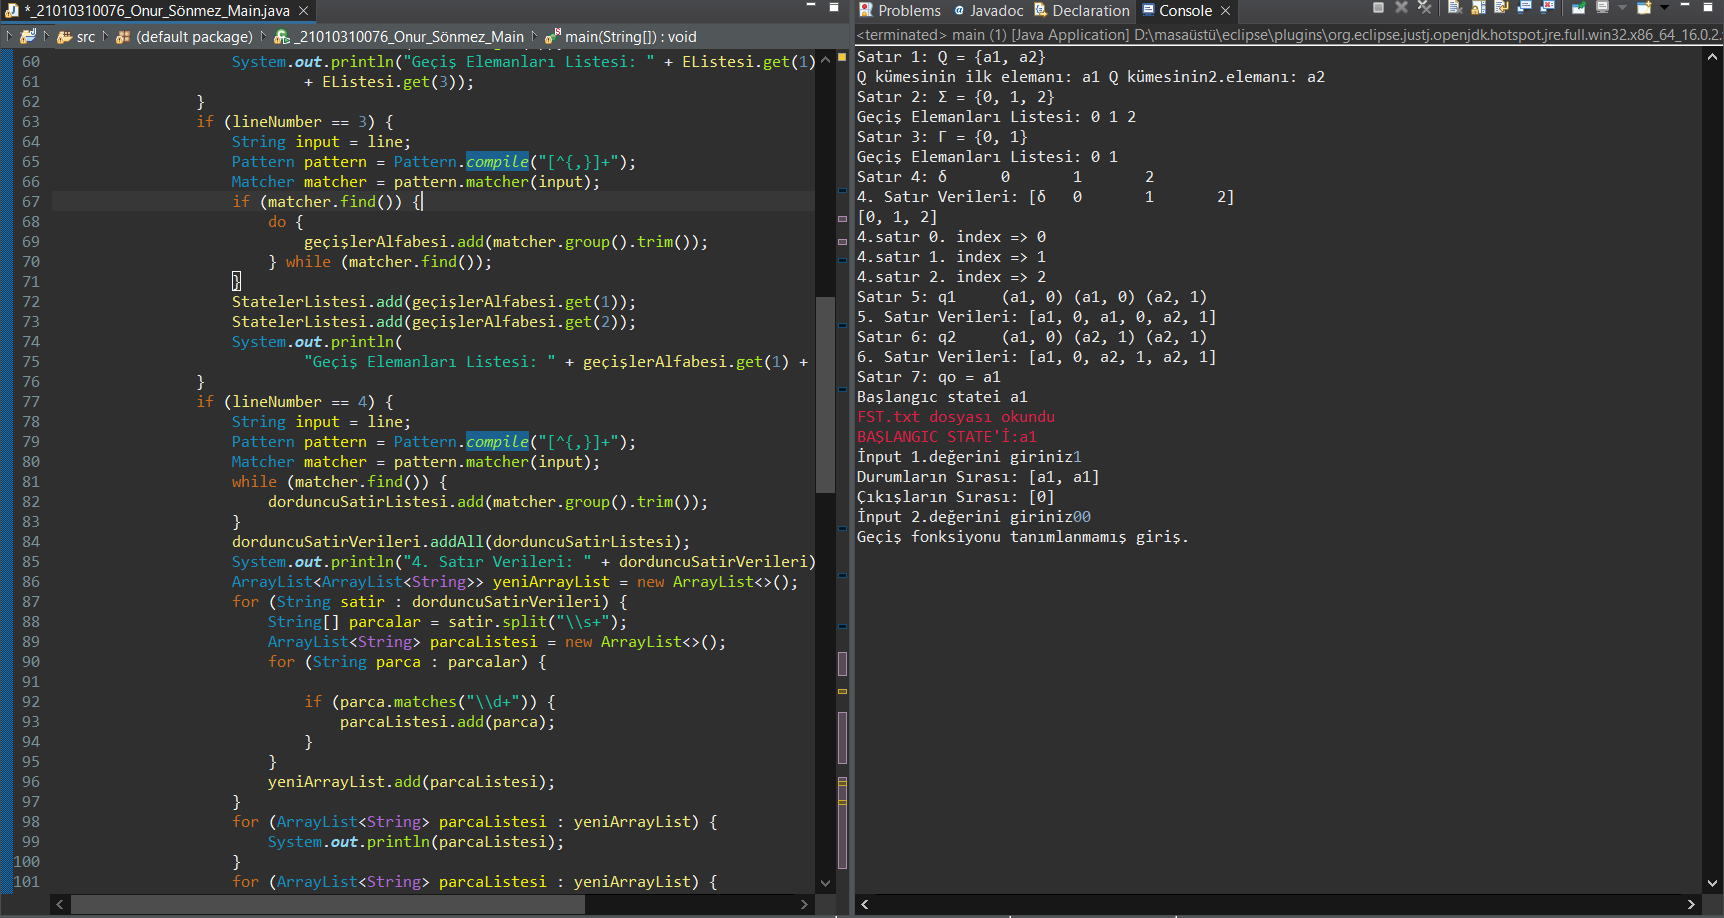 *_21010310076_Onur_Sönmez_Main.java
src (default package) _21010310076_Onur_Sönmez_Main main(String[]) : void
60 System.out.println("Geçiş Elemanları Listesi: " + EListesi.get(1)
61 + EListesi.get(3));
62 }
63 if (lineNumber == 3) {
64 String input = line;
65 Pattern pattern = Pattern.compile("[^{,}]+");
66 Matcher matcher = pattern.matcher(input);
67 if (matcher.find()) {
68 do {
69 geçişlerAlfabesi.add(matcher.group().trim());
70 } while (matcher.find());
71 }
72 StatelerListesi.add(geçişlerAlfabesi.get(1));
73 StatelerListesi.add(geçişlerAlfabesi.get(2));
74 System.out.println(
75 "Geçiş Elemanları Listesi: " + geçişlerAlfabesi.get(1) +
76 }
77 if (lineNumber == 4) {
78 String input = line;
79 Pattern pattern = Pattern.compile("[^{,}]+");
80 Matcher matcher = pattern.matcher(input);
81 while (matcher.find()) {
82 dorduncuSatirListesi.add(matcher.group().trim());
83 }
84 dorduncuSatirVerileri.addAll(dorduncuSatirListesi);
85 System.out.println("4. Satır Verileri: " + dorduncuSatirVerileri)
86 ArrayList<ArrayList<String>> yeniArrayList = new ArrayList<>();
87 for (String satir : dorduncuSatirVerileri) {
88 String[] parcalar = satir.split("\\s+");
89 ArrayList<String> parcaListesi = new ArrayList<>();
90 for (String parca : parcalar) {
91
92 if (parca.matches("\\d+")) {
93 parcaListesi.add(parca);
94 }
95 }
96 yeniArrayList.add(parcaListesi);
97 }
98 for (ArrayList<String> parcaListesi : yeniArrayList) {
99 System.out.println(parcaListesi);
100 }
101 for (ArrayList<String> parcaListesi : yeniArrayList) {
Problems Javadoc Declaration Console
<terminated> main (1) [Java Application] D:\masaüstü\eclipse\plugins\org.eclipse.justj.openjdk.hotspot.jre.full.win32.x86_64_16.0.2.
Satır 1: Q = {a1, a2}
Q kümesinin ilk elemanı: a1 Q kümesinin2.elemanı: a2
Satır 2: Σ = {0, 1, 2}
Geçiş Elemanları Listesi: 0 1 2
Satır 3: Γ = {0, 1}
Geçiş Elemanları Listesi: 0 1
Satır 4: δ 0 1 2
4. Satır Verileri: [δ 0 1 2]
[0, 1, 2]
4.satır 0. index => 0
4.satır 1. index => 1
4.satır 2. index => 2
Satır 5: q1 (a1, 0) (a1, 0) (a2, 1)
5. Satır Verileri: [a1, 0, a1, 0, a2, 1]
Satır 6: q2 (a1, 0) (a2, 1) (a2, 1)
6. Satır Verileri: [a1, 0, a2, 1, a2, 1]
Satır 7: qo = a1
Başlangıc statei a1
FST.txt dosyası okundu
BAŞLANGIC STATE'İ:a1
İnput 1.değerini giriniz1
Durumların Sırası: [a1, a1]
Çıkışların Sırası: [0]
İnput 2.değerini giriniz00
Geçiş fonksiyonu tanımlanmamış giriş.